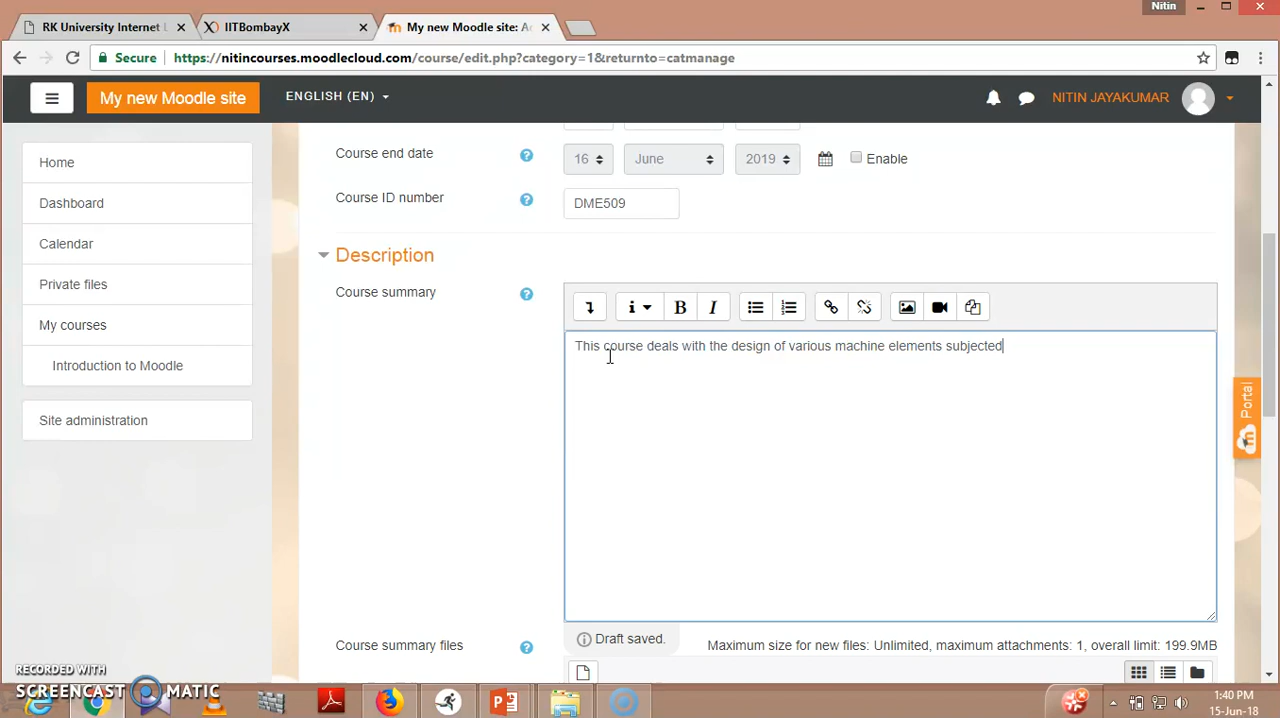 Nitin
RK University Internet
IITBombayX
My new Moodle site: A
Secure https://nitincourses.moodlecloud.com/course/edit.php?category=1&returnto=catmanage
My new Moodle site
ENGLISH (EN)
NITIN JAYAKUMAR
Home
Dashboard
Calendar
Private files
My courses
Introduction to Moodle
Site administration
Course end date
16 June 2019 Enable
Course ID number
DME509
Description
Course summary
This course deals with the design of various machine elements subjected
Draft saved.
Course summary files
Maximum size for new files: Unlimited, maximum attachments: 1, overall limit: 199.9MB
Portal
RECORDED WITH
SCREENCAST MATIC
1:40 PM
15-Jun-18